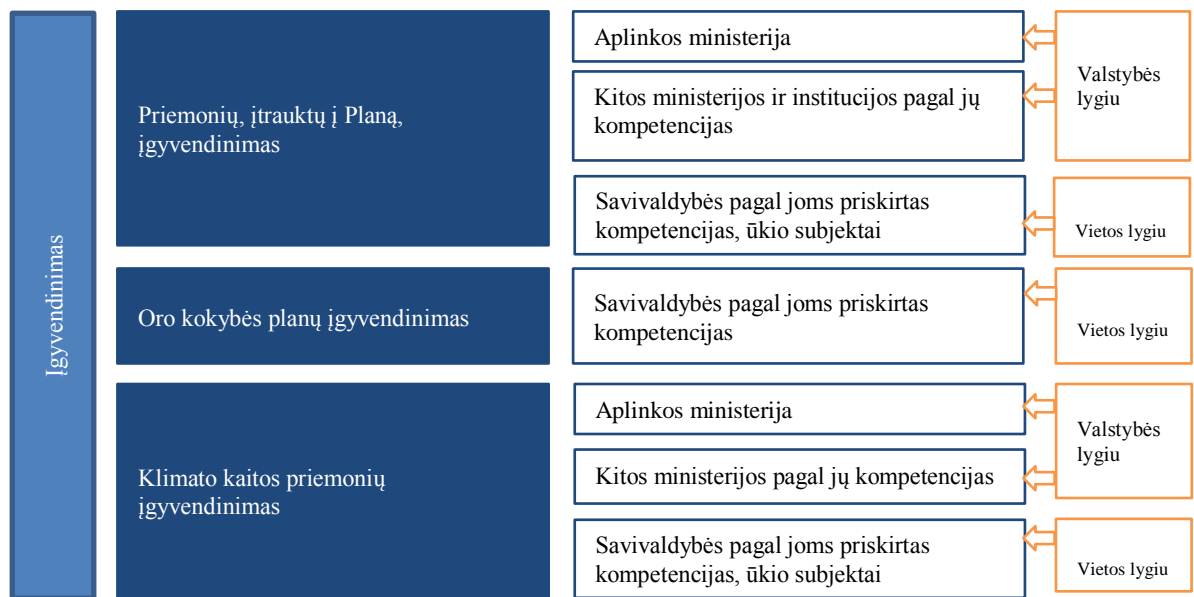 Įgyvendinimas
Priemonių, įtrauktų į Planą,
įgyvendinimas
Aplinkos ministerija
Kitos ministerijos ir institucijos pagal jų
kompetencijas
Valstybės
lygiu
Savivaldybės pagal joms priskirtas
kompetencijas, ūkio subjektai
Vietos lygiu
Oro kokybės planų įgyvendinimas
Savivaldybės pagal joms priskirtas
kompetencijas
Vietos lygiu
Klimato kaitos priemonių
įgyvendinimas
Aplinkos ministerija
Kitos ministerijos pagal jų kompetencijas
Valstybės
lygiu
Savivaldybės pagal joms priskirtas
kompetencijas, ūkio subjektai
Vietos lygiu